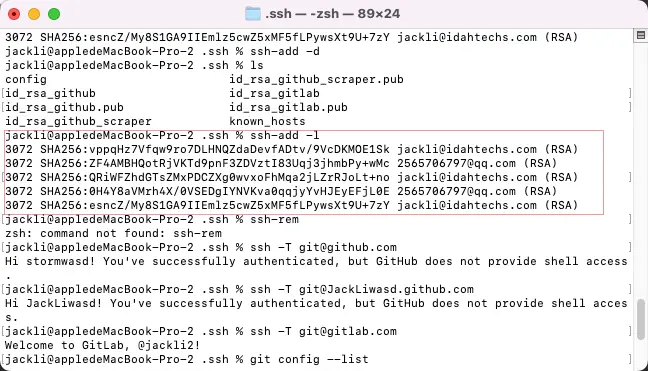 .ssh — -zsh — 89×24
3072 SHA256:esncZ/My8S1GA9IIEmlz5cwZ5xMF5fLPywsXt9U+7zY jackli@idahtechs.com (RSA)
jackli@appledeMacBook-Pro-2 .ssh % ssh-add -d
jackli@appledeMacBook-Pro-2 .ssh % ls
config id_rsa_github_scraper.pub
id_rsa_github id_rsa_gitlab
id_rsa_github.pub id_rsa_gitlab.pub
id_rsa_github_scraper known_hosts
jackli@appledeMacBook-Pro-2 .ssh % ssh-add -l
3072 SHA256:vppqHz7Vfqw9ro7DLHNQZdaDevfADtv/9VcDKMOE1Sk jackli@idahtechs.com (RSA)
3072 SHA256:ZF4AMBHQotRjVKTd9pnF3ZDVztI83Uqj3jhmbPy+wMc 2565706797@qq.com (RSA)
3072 SHA256:QRiWFZhdGTsZMxPDCZXg0wvxoFhMqa2jLZrRJoLt+no jackli@idahtechs.com (RSA)
3072 SHA256:0H4Y8aVMrh4X/0VSEDgIYNVKva0qqjyYvHJEyEFjL0E 2565706797@qq.com (RSA)
3072 SHA256:esncZ/My8S1GA9IIEmlz5cwZ5xMF5fLPywsXt9U+7zY jackli@idahtechs.com (RSA)
jackli@appledeMacBook-Pro-2 .ssh % ssh-rem
zsh: command not found: ssh-rem
jackli@appledeMacBook-Pro-2 .ssh % ssh -T git@github.com
Hi stormwasd! You've successfully authenticated, but GitHub does not provide shell access
.
jackli@appledeMacBook-Pro-2 .ssh % ssh -T git@JackLiwasd.github.com
Hi JackLiwasd! You've successfully authenticated, but GitHub does not provide shell acces
s.
jackli@appledeMacBook-Pro-2 .ssh % ssh -T git@gitlab.com
Welcome to GitLab, @jackli2!
jackli@appledeMacBook-Pro-2 .ssh % git config --list